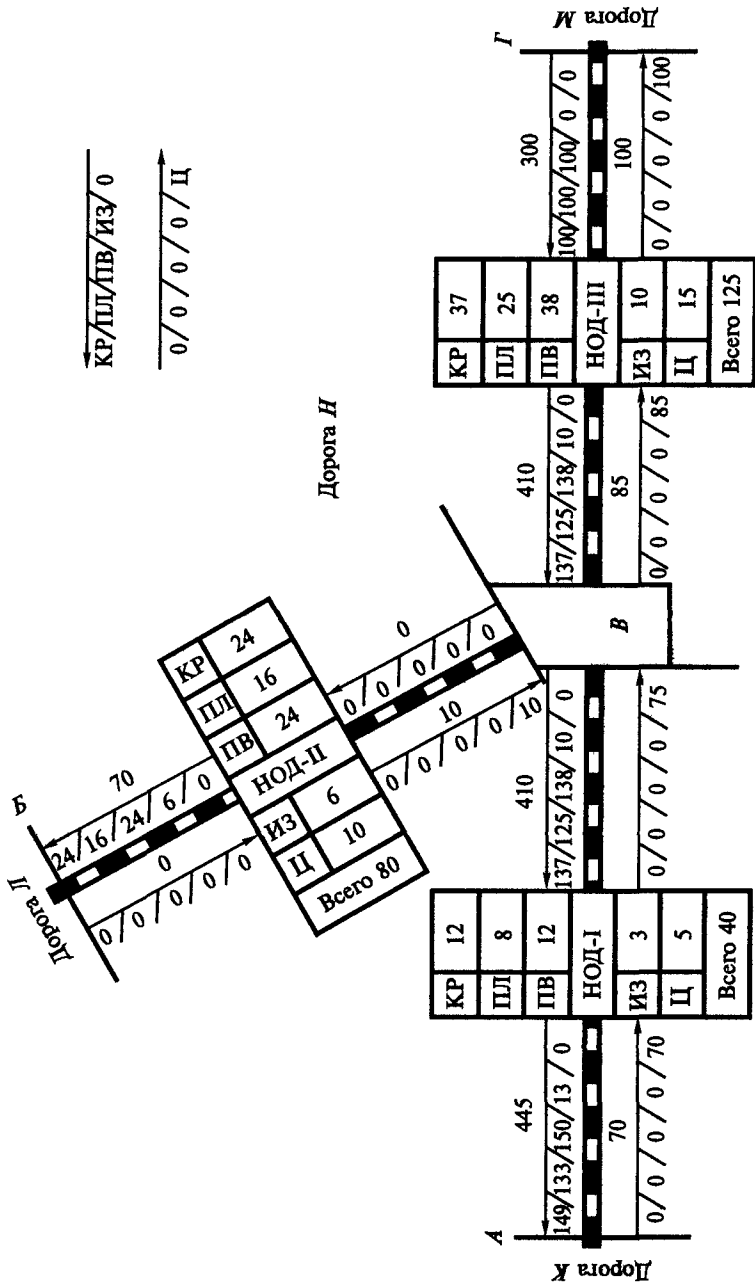 Дорога Л
Б
70
24/16/24/6/0
0
0/0/0/0/0
КР 24
ПЛ 16
ПВ 24
НОД-II
ИЗ 6
Ц 10
Всего 80
0
0/0/0/0/0
10
0/0/0/0/10
Дорога Н
КР/ПЛ/ПВ/ИЗ/0
0/0/0/0/Ц
Дорога К
А
445
149/133/150/13/0
70
0/0/0/0/70
КР 12
ПЛ 8
ПВ 12
НОД-I
ИЗ 3
Ц 5
Всего 40
410
137/125/138/10/0
0/0/0/0/75
В
410
137/125/138/10/0
85
0/0/0/0/85
КР 37
ПЛ 25
ПВ 38
НОД-III
ИЗ 10
Ц 15
Всего 125
300
100/100/100/0/0
100
0/0/0/0/100
Г
Дорога М